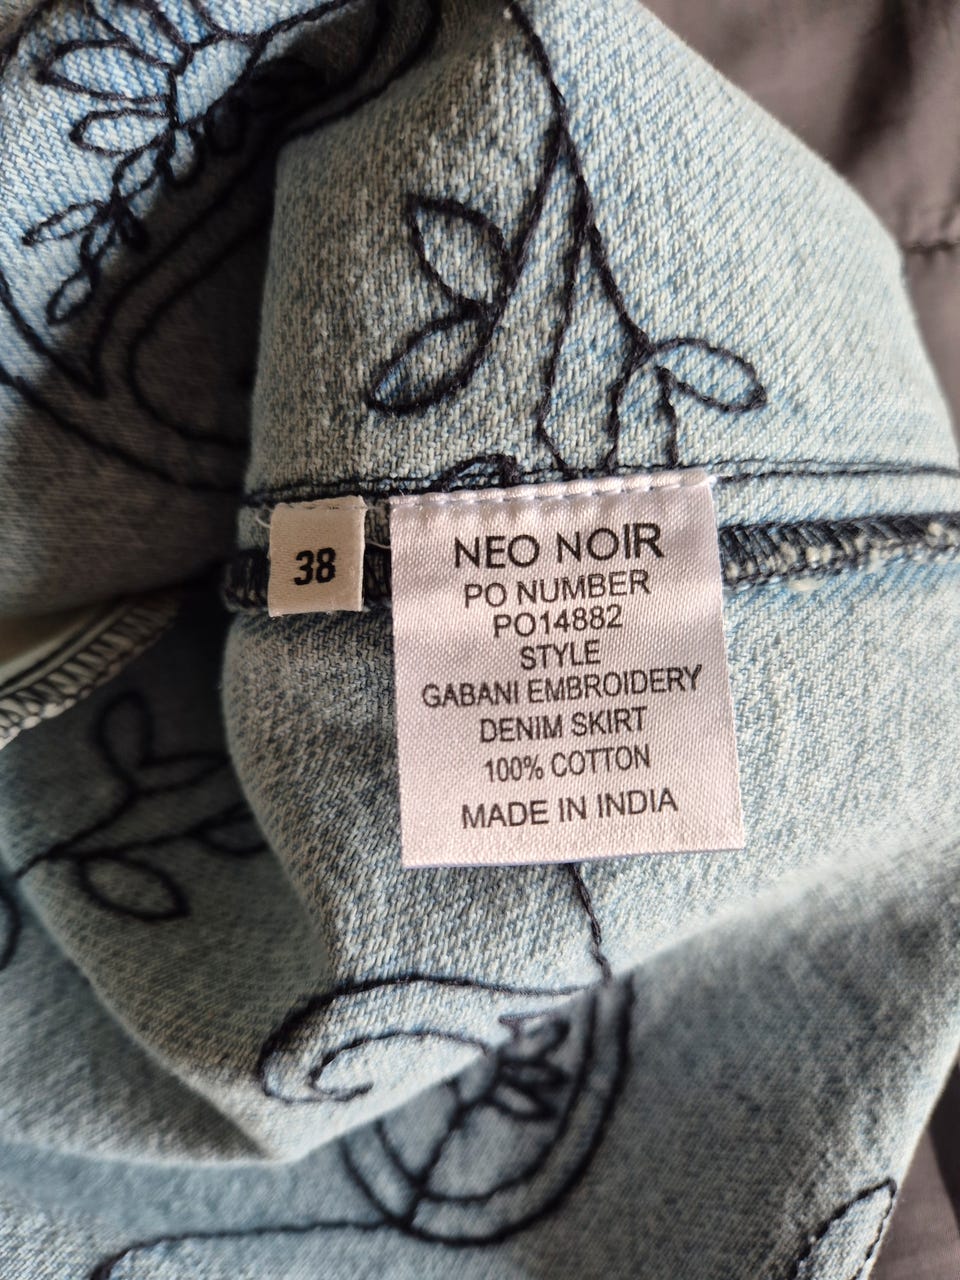 38
NEO NOIR
PO NUMBER
PO14882
STYLE
GABANI EMBROIDERY
DENIM SKIRT
100% COTTON
MADE IN INDIA